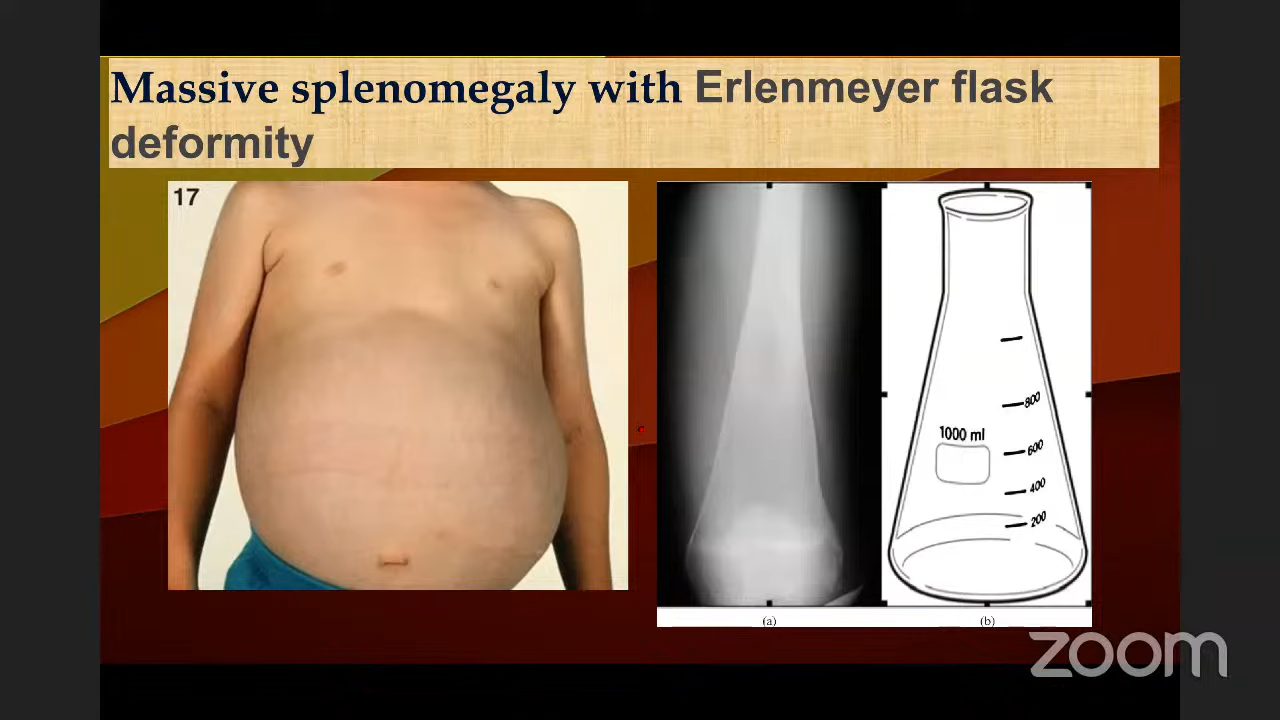 Massive splenomegaly with Erlenmeyer flask
deformity
17
1000 ml
800
600
400
200
(a)
(b)
zoom